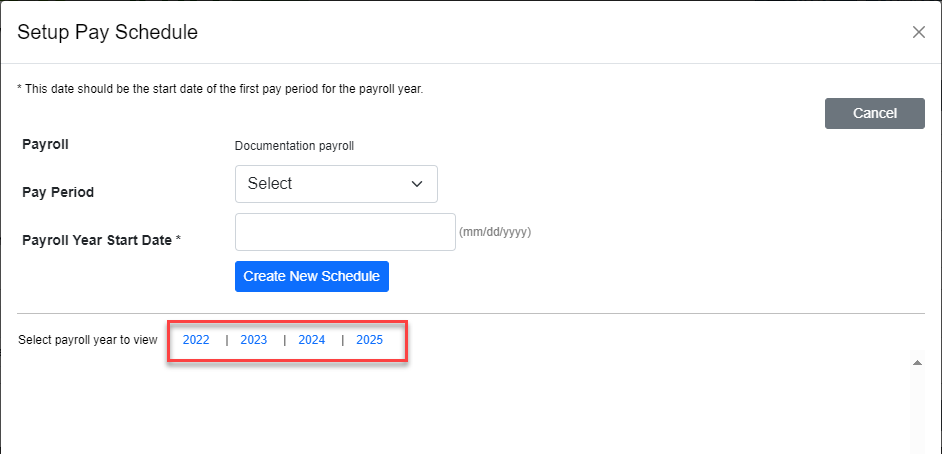 Setup Pay Schedule
* This date should be the start date of the first pay period for the payroll year.
Cancel
Payroll Documentation payroll
Pay Period Select
Payroll Year Start Date * (mm/dd/yyyy)
Create New Schedule
Select payroll year to view 2022 | 2023 | 2024 | 2025